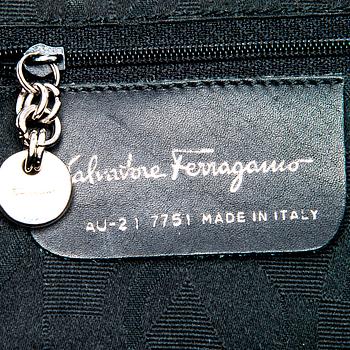 Salvatore Ferragamo
AU-21 7751 MADE IN ITALY